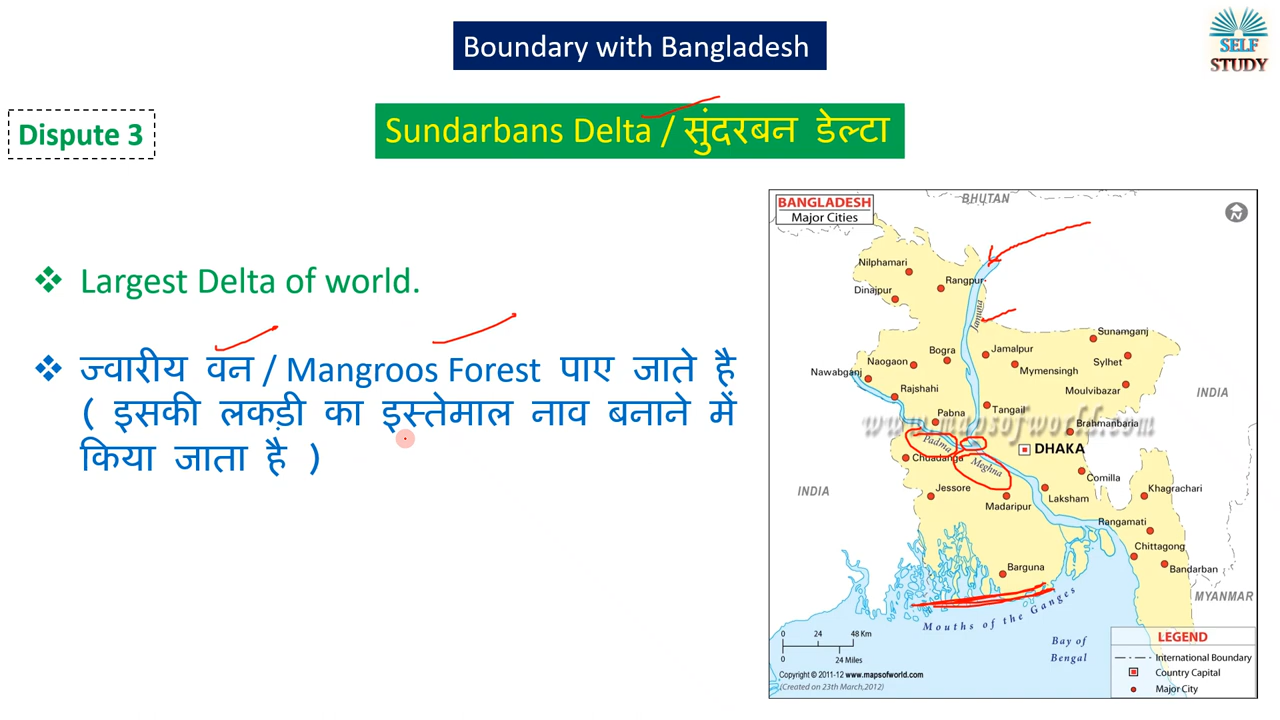 Boundary with Bangladesh
SELF
STUDY
Dispute 3
Sundarbans Delta / सुंदरबन डेल्टा
❖ Largest Delta of world.
❖ ज्वारीय वन / Mangroos Forest पाए जाते है
( इसकी लकड़ी का इस्तेमाल नाव बनाने में
किया जाता है )
BANGLADESH
Major Cities
BHUTAN
N
Nilphamari
Rangpur
Dinajpur
Jamuna
Sunamganj
Bogra
Jamalpur
Sylhet
Naogaon
Mymensingh
Nawabganj
Moulvibazar
Rajshahi
INDIA
Pabna
Tangail
www.mapsofworld.com
Brahmanbaria
Padma
DHAKA
Chuadanga
Meghna
Comilla
INDIA
Jessore
Laksham
Khagrachari
Madaripur
Rangamati
Chittagong
Barguna
Bandarban
MYANMAR
Mouths of the Ganges
0 24 48 Km
0 24 Miles
Bay of
Bengal
Copyright © 2011-12 www.mapsofworld.com
(Created on 23th March,2012)
LEGEND
International Boundary
Country Capital
Major City